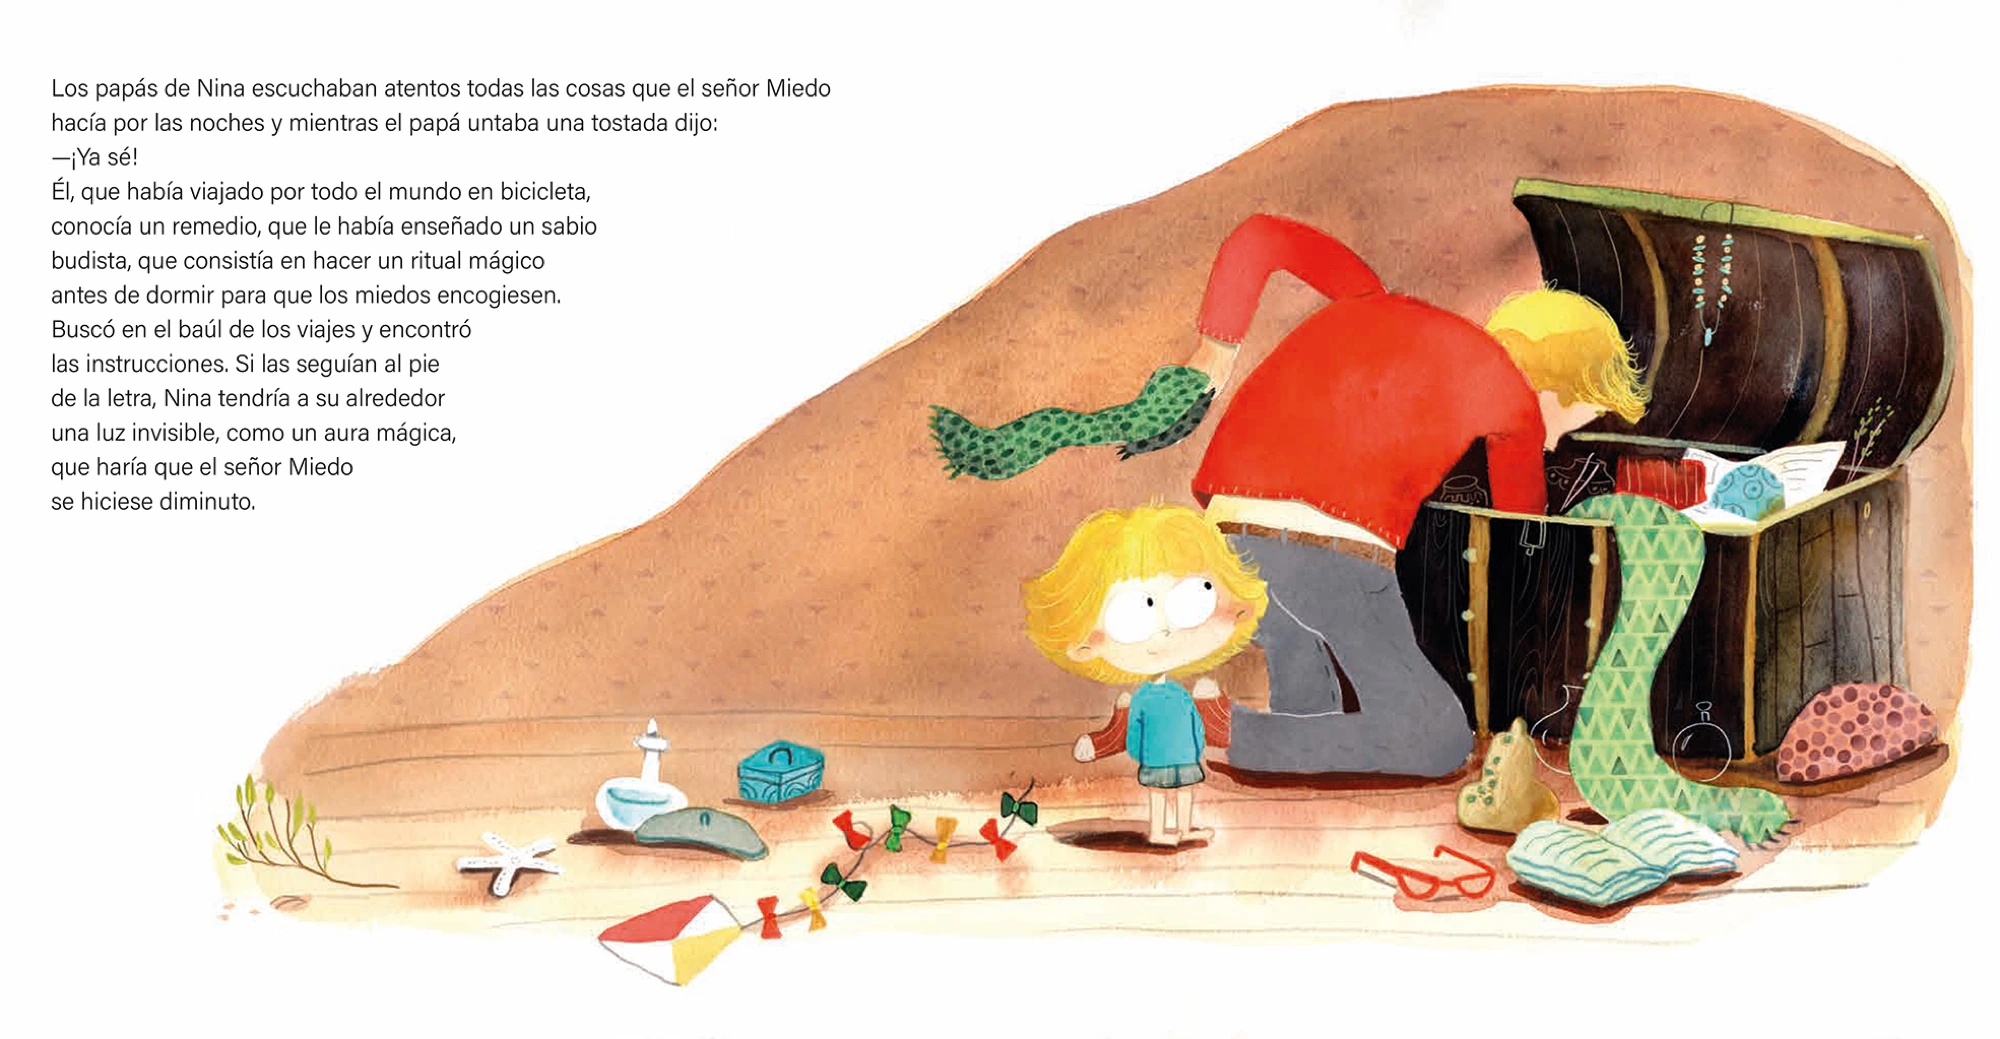 Los papás de Nina escuchaban atentos todas las cosas que el señor Miedo
hacía por las noches y mientras el papá untaba una tostada dijo:
—¡Ya sé!
Él, que había viajado por todo el mundo en bicicleta,
conocía un remedio, que le había enseñado un sabio
budista, que consistía en hacer un ritual mágico
antes de dormir para que los miedos encogiesen.
Buscó en el baúl de los viajes y encontró
las instrucciones. Si las seguían al pie
de la letra, Nina tendría a su alrededor
una luz invisible, como un aura mágica,
que haría que el señor Miedo
se hiciese diminuto.